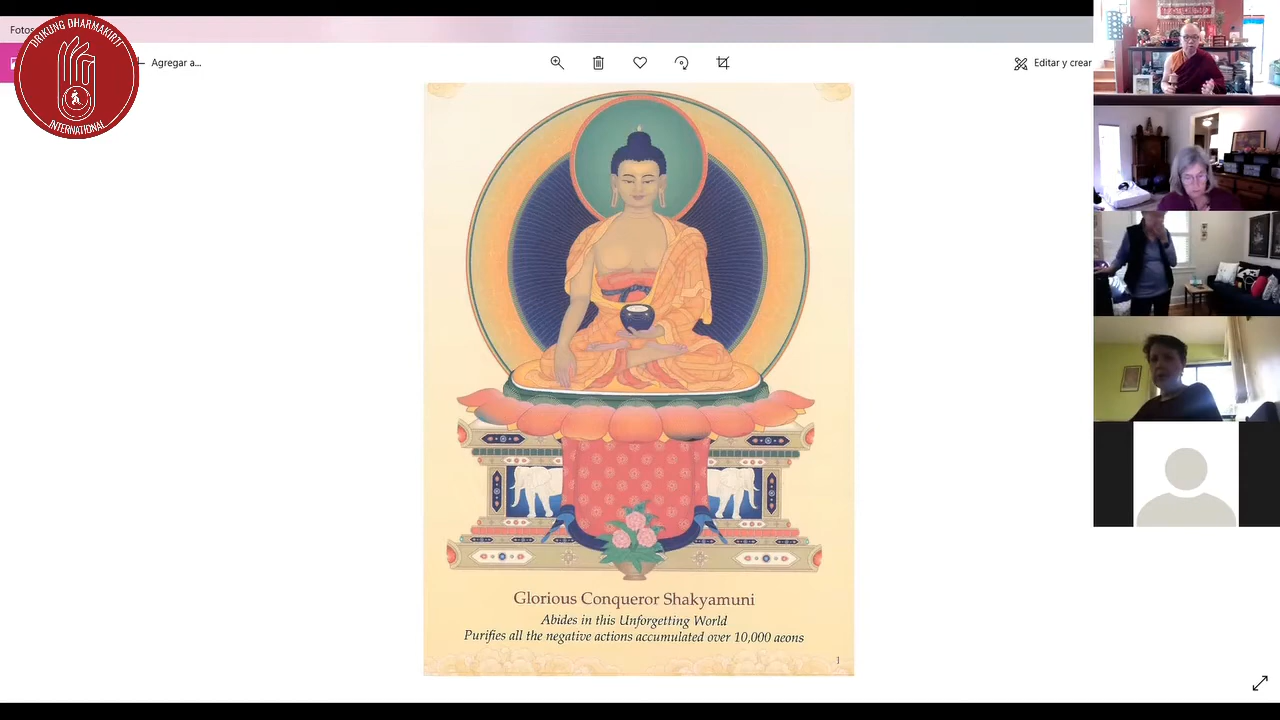 DRIKUNG DHARMAKIRTI
INTERNATIONAL
Agregar a...
Editar y crear
Glorious Conqueror Shakyamuni
Abides in this Unforgetting World
Purifies all the negative actions accumulated over 10,000 aeons
1